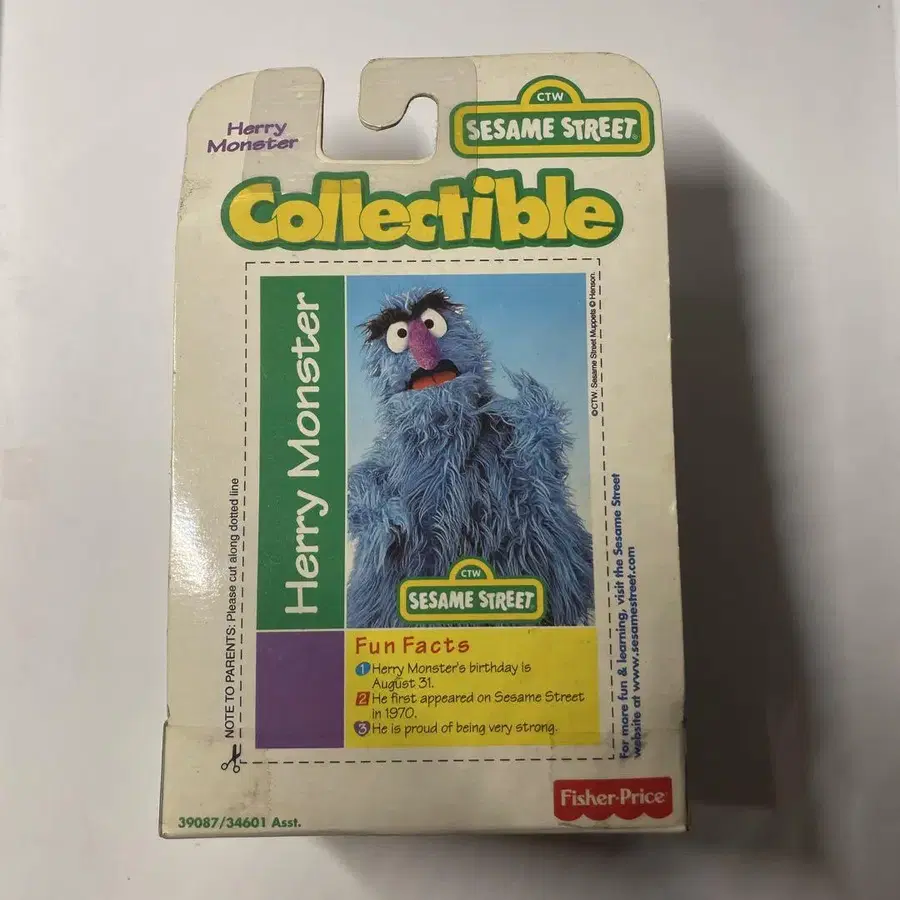 Herry
Monster
CTW
SESAME STREET
Collectible
Herry Monster
©CTW. Sesame Street Muppets © Henson.
CTW
SESAME STREET
Fun Facts
1 Herry Monster's birthday is
August 31.
2 He first appeared on Sesame Street
in 1970.
3 He is proud of being very strong.
NOTE TO PARENTS: Please cut along dotted line
For more fun & learning, visit the Sesame Street
website at www.sesamestreet.com
Fisher-Price
39087/34601 Asst.